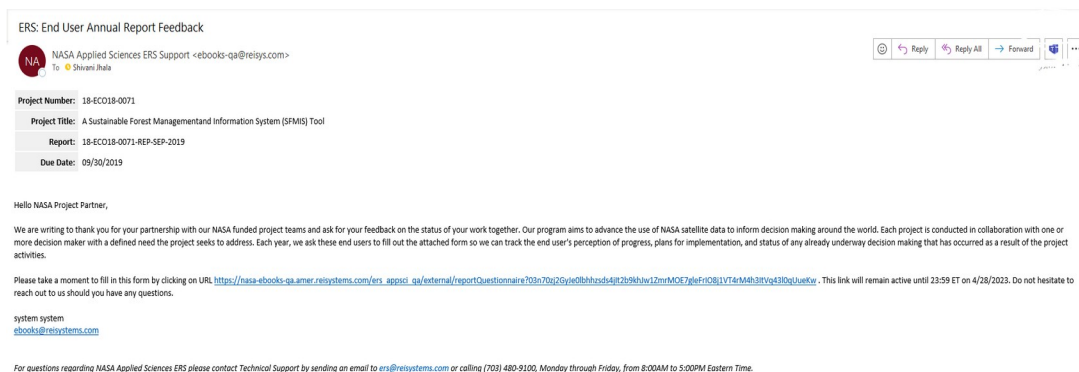 ERS: End User Annual Report Feedback
NA
NASA Applied Sciences ERS Support <ebooks-qa@reisys.com>
To Shivani Jhala
Reply Reply All Forward
Project Number: 18-ECO18-0071
Project Title: A Sustainable Forest Managementand Information System (SFMIS) Tool
Report: 18-ECO18-0071-REP-SEP-2019
Due Date: 09/30/2019
Hello NASA Project Partner,
We are writing to thank you for your partnership with our NASA funded project teams and ask for your feedback on the status of your work together. Our program aims to advance the use of NASA satellite data to inform decision making around the world. Each project is conducted in collaboration with one or
more decision maker with a defined need the project seeks to address. Each year, we ask these end users to fill out the attached form so we can track the end user's perception of progress, plans for implementation, and status of any already underway decision making that has occurred as a result of the project
activities.
Please take a moment to fill in this form by clicking on URL https://nasa-ebooks-qa.amer.reisystems.com/ers_appsci_qa/external/reportQuestionnaire?03n70zj2GyJe0lbhhzsds4jIt2b9khJw1ZmrMOE7gleFrIO8j1VT4rM4h3ItVq43l0qUueKw . This link will remain active until 23:59 ET on 4/28/2023. Do not hesitate to
reach out to us should you have any questions.
system system
ebooks@reisystems.com
For questions regarding NASA Applied Sciences ERS please contact Technical Support by sending an email to ers@reisystems.com or calling (703) 480-9100, Monday through Friday, from 8:00AM to 5:00PM Eastern Time.